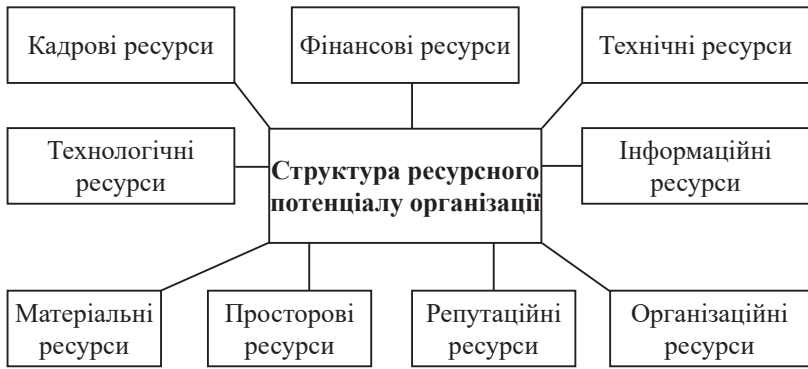 Кадрові ресурси
Фінансові ресурси
Технічні ресурси
Технологічні
ресурси
Структура ресурсного
потенціалу організації
Інформаційні
ресурси
Матеріальні
ресурси
Просторові
ресурси
Репутаційні
ресурси
Організаційні
ресурси